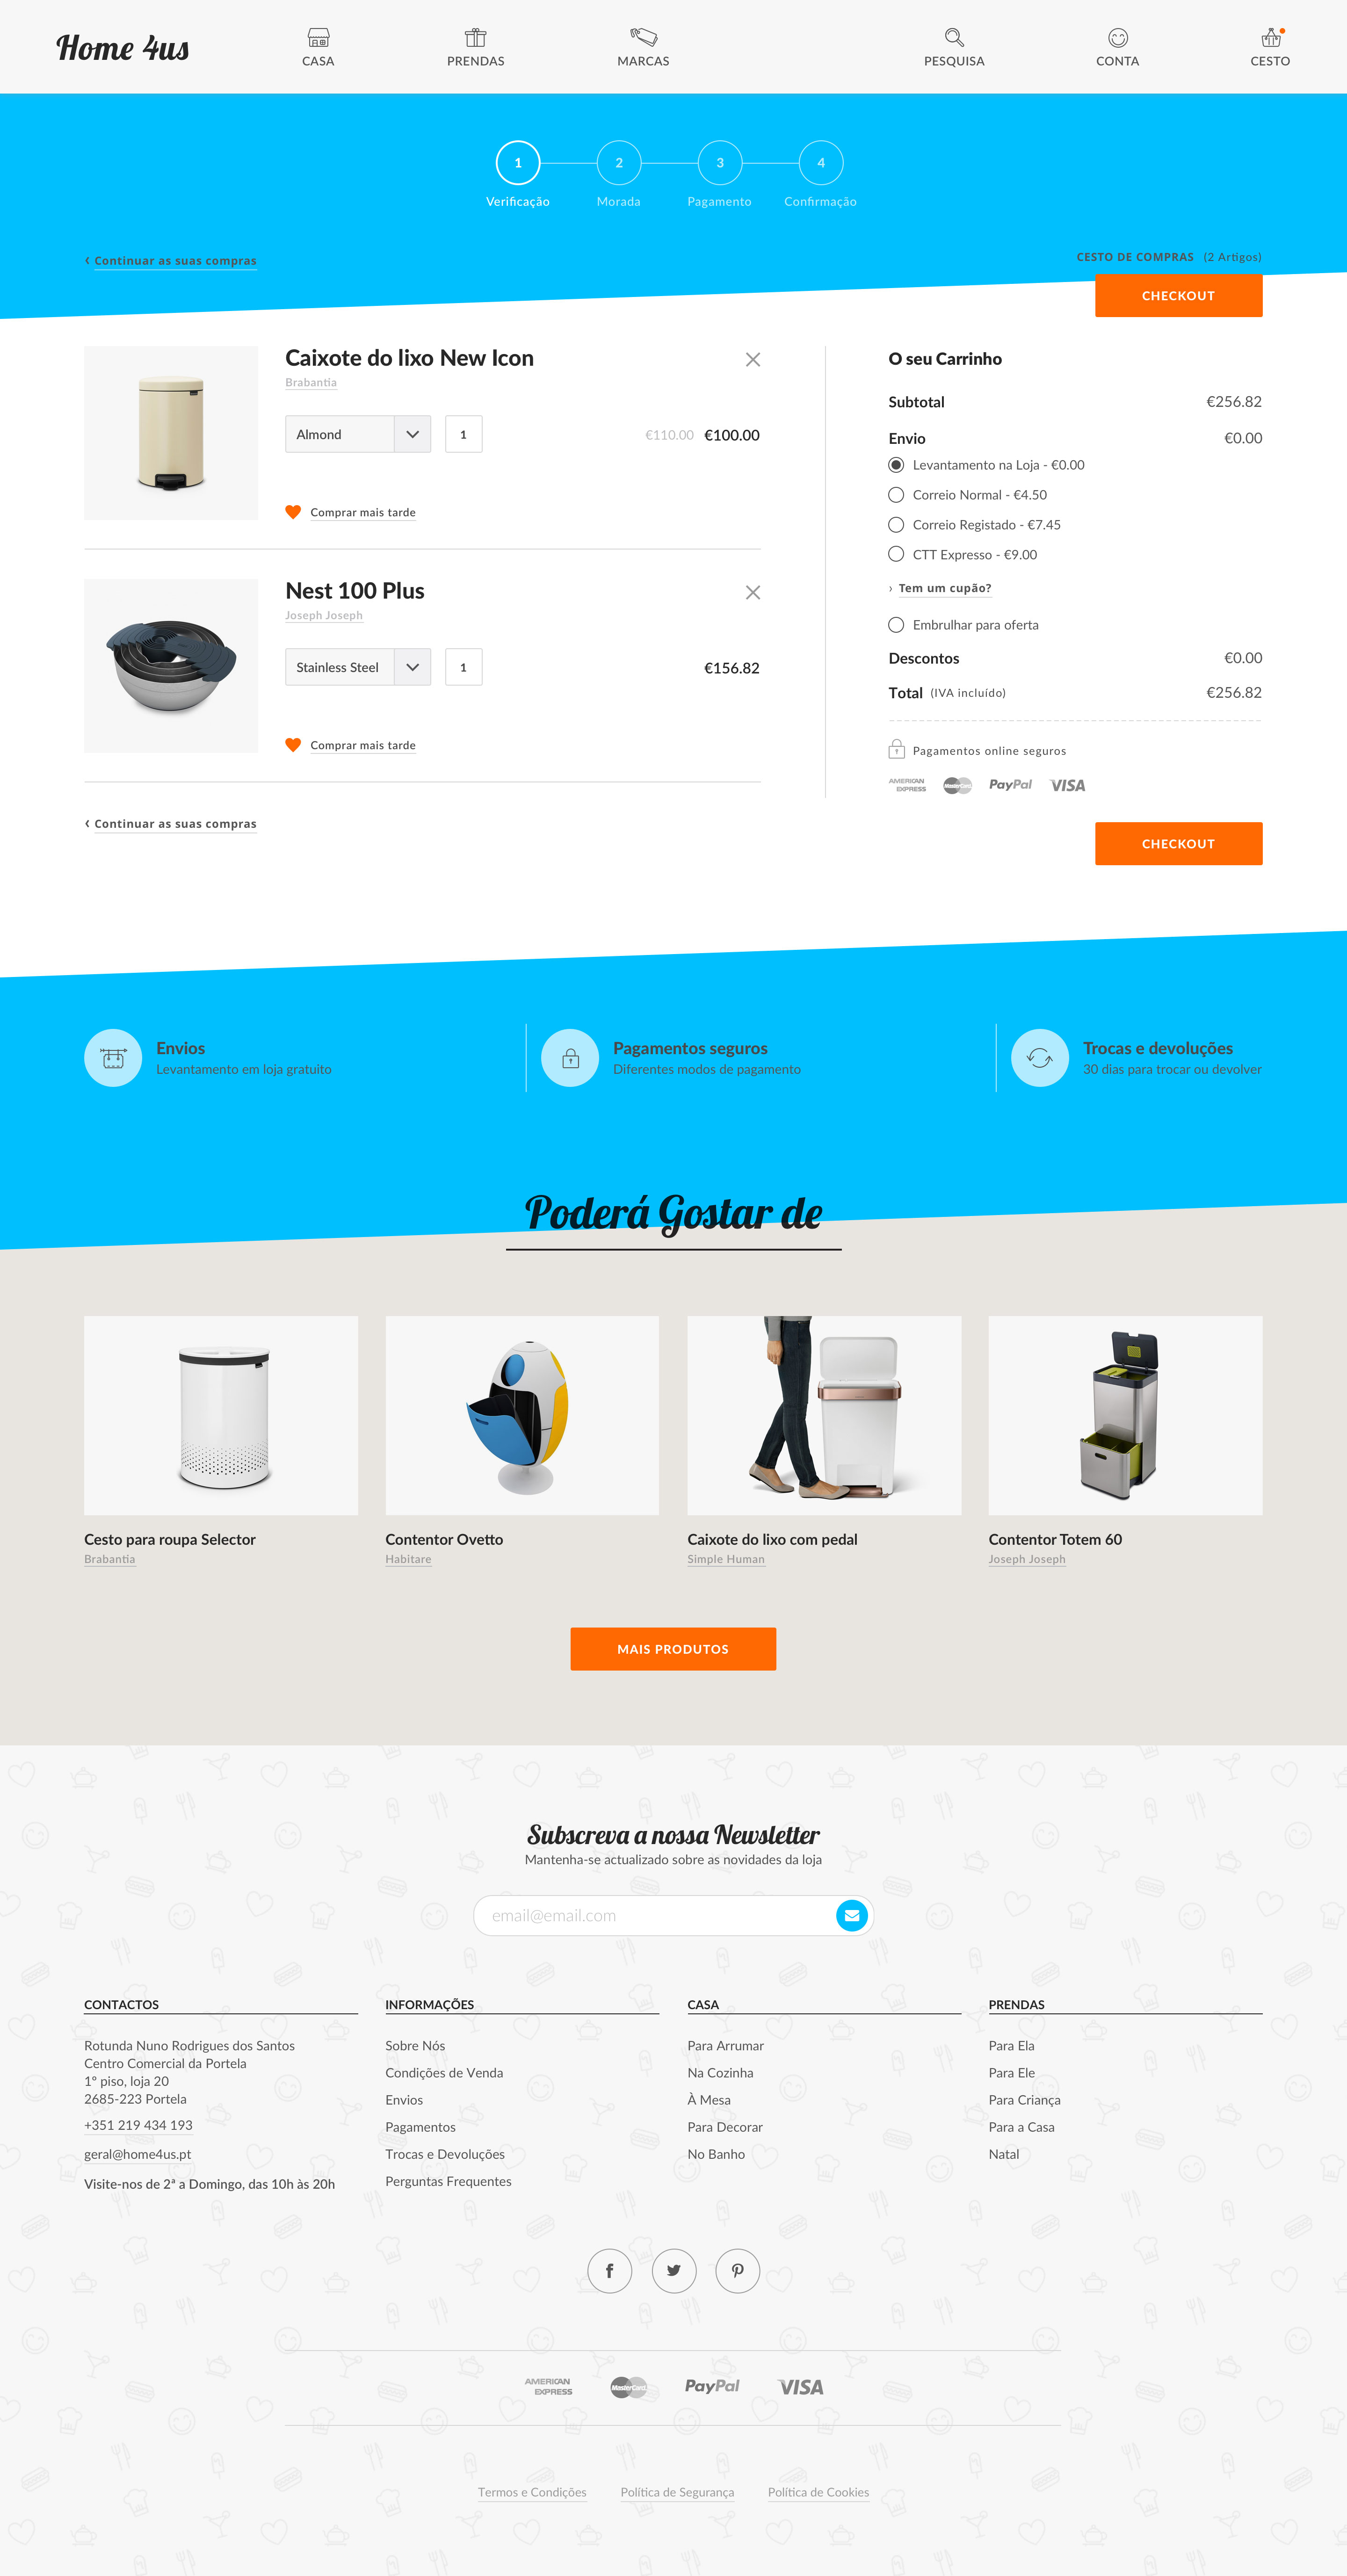 Home 4us
CASA
PRENDAS
MARCAS
PESQUISA
CONTA
CESTO
1
2
3
4
Verificação
Morada
Pagamento
Confirmação
‹ Continuar as suas compras
CESTO DE COMPRAS (2 Artigos)
CHECKOUT
Caixote do lixo New Icon
Brabantia
Almond
1
€110.00 €100.00
Comprar mais tarde
Nest 100 Plus
Joseph Joseph
Stainless Steel
1
€156.82
Comprar mais tarde
‹ Continuar as suas compras
O seu Carrinho
Subtotal €256.82
Envio €0.00
Levantamento na Loja - €0.00
Correio Normal - €4.50
Correio Registado - €7.45
CTT Expresso - €9.00
› Tem um cupão?
Embrulhar para oferta
Descontos €0.00
Total (IVA incluído) €256.82
Pagamentos online seguros
AMERICAN EXPRESS
MasterCard
PayPal
VISA
CHECKOUT
Envios
Levantamento em loja gratuito
Pagamentos seguros
Diferentes modos de pagamento
Trocas e devoluções
30 dias para trocar ou devolver
Poderá Gostar de
Cesto para roupa Selector
Brabantia
Contentor Ovetto
Habitare
Caixote do lixo com pedal
Simple Human
Contentor Totem 60
Joseph Joseph
MAIS PRODUTOS
Subscreva a nossa Newsletter
Mantenha-se actualizado sobre as novidades da loja
email@email.com
CONTACTOS
Rotunda Nuno Rodrigues dos Santos
Centro Comercial da Portela
1º piso, loja 20
2685-223 Portela
+351 219 434 193
geral@home4us.pt
Visite-nos de 2ª a Domingo, das 10h às 20h
INFORMAÇÕES
Sobre Nós
Condições de Venda
Envios
Pagamentos
Trocas e Devoluções
Perguntas Frequentes
CASA
Para Arrumar
Na Cozinha
À Mesa
Para Decorar
No Banho
PRENDAS
Para Ela
Para Ele
Para Criança
Para a Casa
Natal
AMERICAN EXPRESS
MasterCard
PayPal
VISA
Termos e Condições
Política de Segurança
Política de Cookies